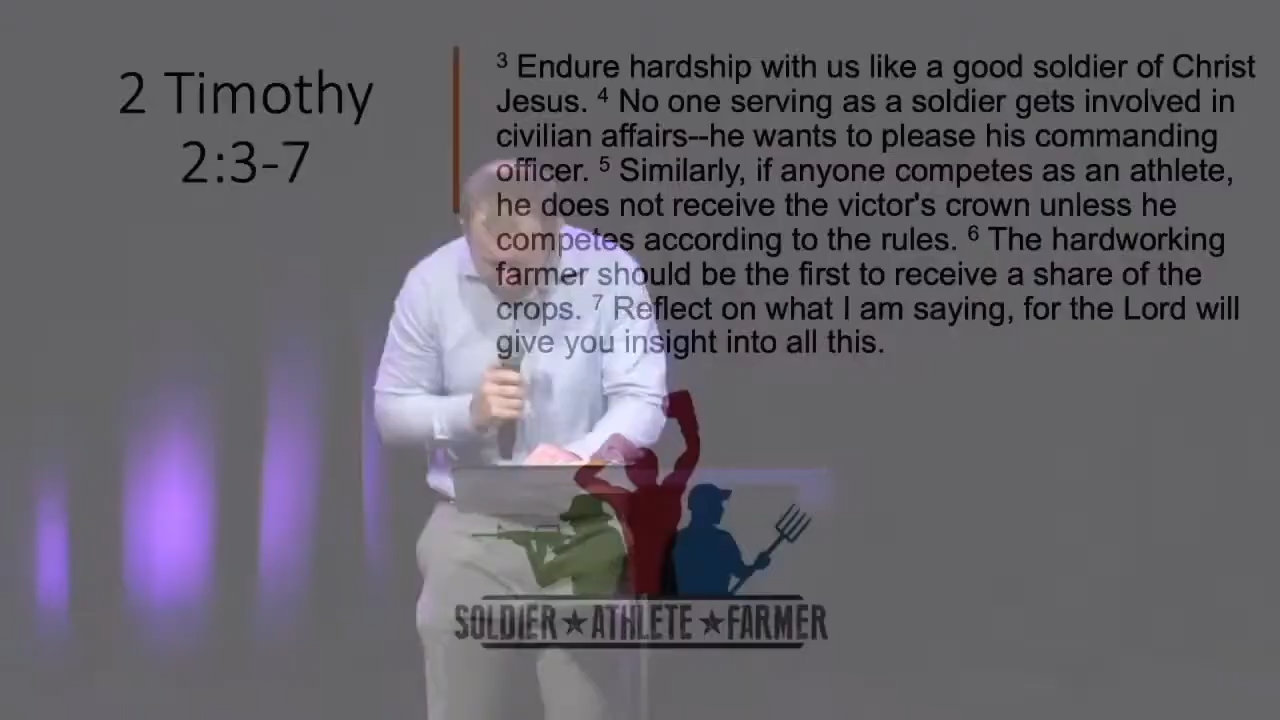 2 Timothy
2:3-7
3 Endure hardship with us like a good soldier of Christ
Jesus. 4 No one serving as a soldier gets involved in
civilian affairs--he wants to please his commanding
officer. 5 Similarly, if anyone competes as an athlete,
he does not receive the victor's crown unless he
competes according to the rules. 6 The hardworking
farmer should be the first to receive a share of the
crops. 7 Reflect on what I am saying, for the Lord will
give you insight into all this.
SOLDIER★ATHLETE★FARMER